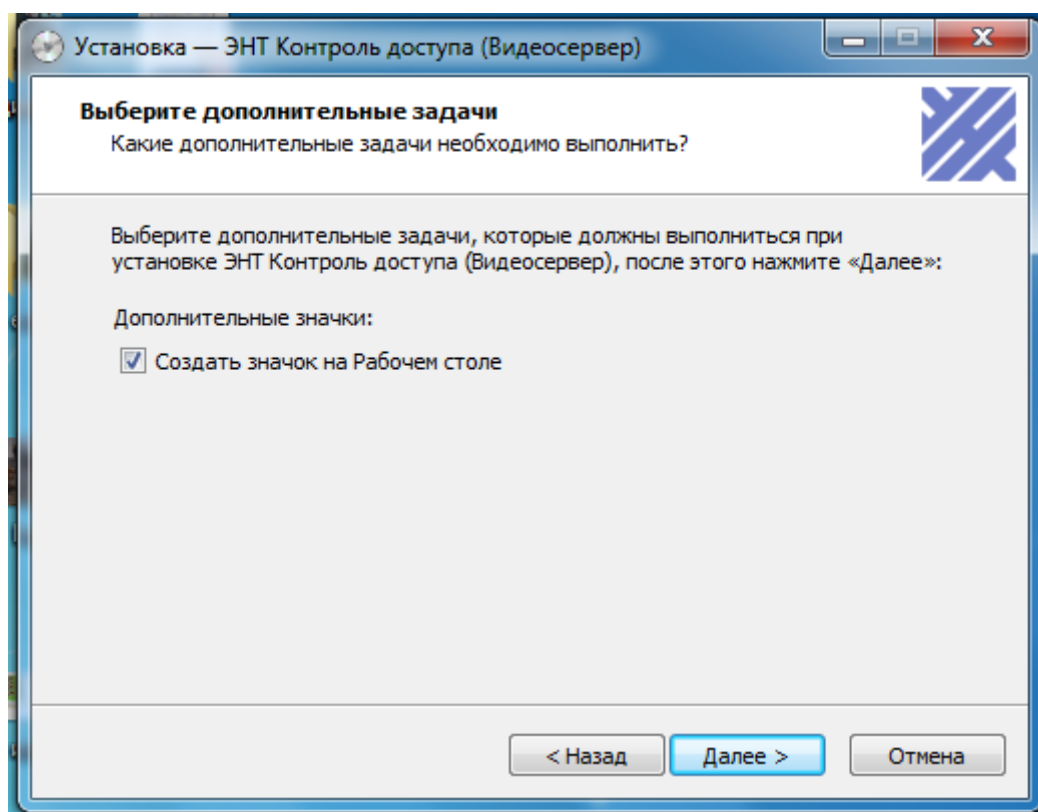 Установка — ЭНТ Контроль доступа (Видеосервер)
Выберите дополнительные задачи
Какие дополнительные задачи необходимо выполнить?
Выберите дополнительные задачи, которые должны выполниться при
установке ЭНТ Контроль доступа (Видеосервер), после этого нажмите «Далее»:
Дополнительные значки:
Создать значок на Рабочем столе
< Назад
Далее >
Отмена